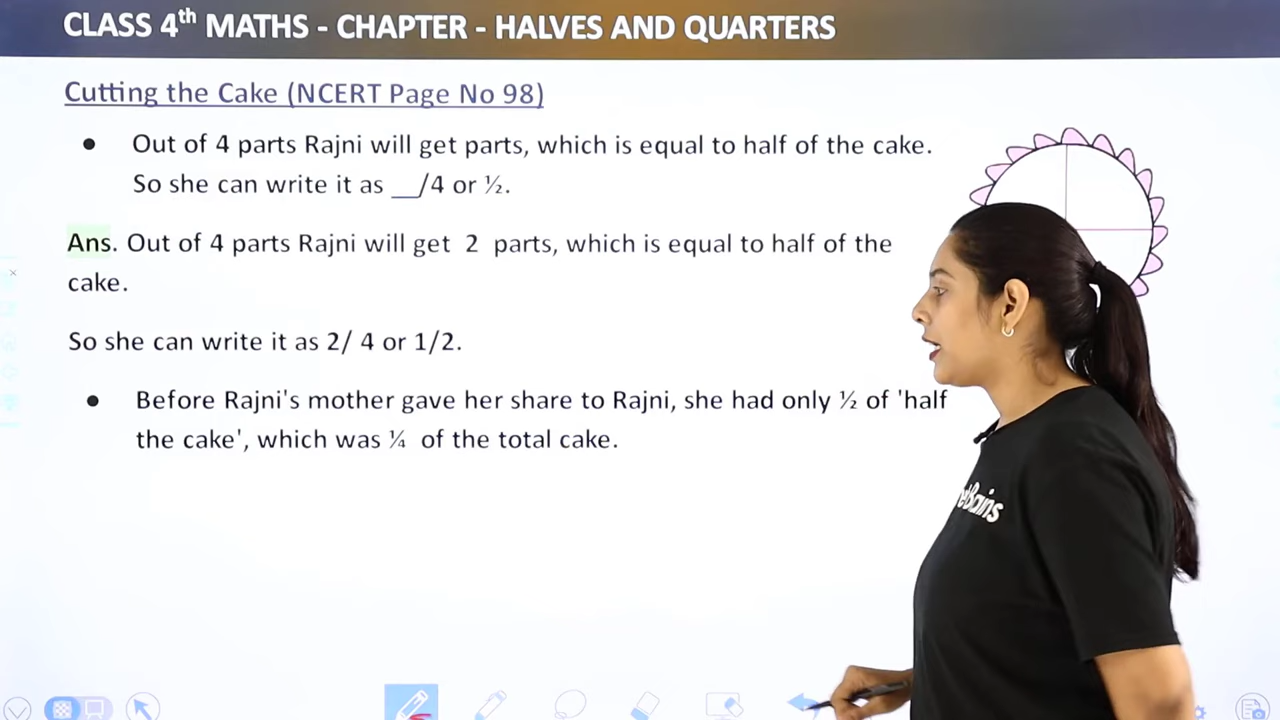 CLASS 4th MATHS - CHAPTER - HALVES AND QUARTERS
Cutting the Cake (NCERT Page No 98)
● Out of 4 parts Rajni will get parts, which is equal to half of the cake.
So she can write it as __/4 or ½.
Ans. Out of 4 parts Rajni will get 2 parts, which is equal to half of the
cake.
So she can write it as 2/ 4 or 1/2.
● Before Rajni's mother gave her share to Rajni, she had only ½ of 'half
the cake', which was ¼ of the total cake.